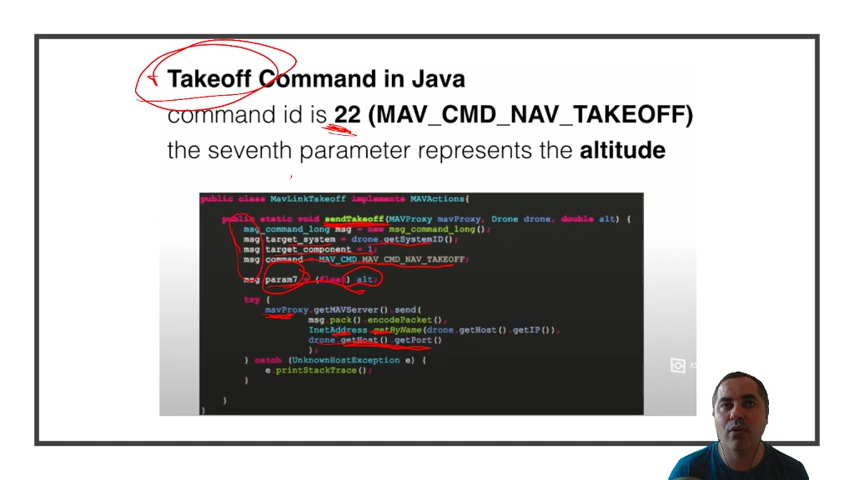 Takeoff Command in Java
command id is 22 (MAV_CMD_NAV_TAKEOFF)
the seventh parameter represents the altitude
public class MavLinkTakeoff implements MAVActions{
public static void sendTakeoff(MAVProxy mavProxy, Drone drone, double alt) {
msg_command_long msg = new msg_command_long();
msg.target_system = drone.getSystemID();
msg.target_component = 1;
msg.command = MAV_CMD.MAV_CMD_NAV_TAKEOFF;
msg.param7 = (float) alt;
try {
mavProxy.getMAVServer().send(
msg.pack().encodePacket(),
InetAddress.getByName(drone.getHost().getIP()),
drone.getHost().getPort()
);
} catch (UnknownHostException e) {
e.printStackTrace();
}
}
}